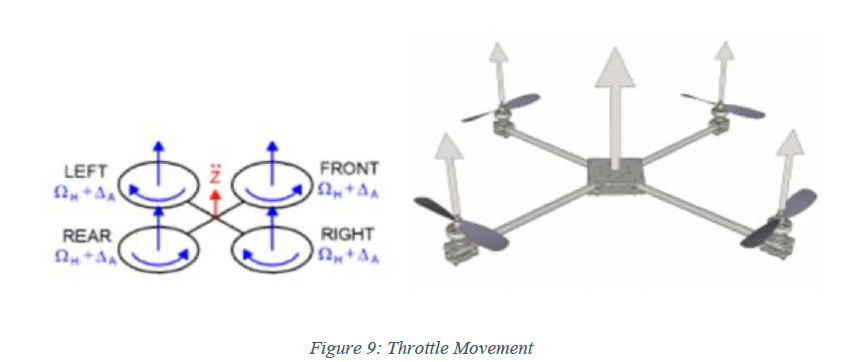 LEFT
Ω_H+Δ_A
z̈
FRONT
Ω_H+Δ_A
REAR
Ω_H+Δ_A
RIGHT
Ω_H+Δ_A
Figure 9: Throttle Movement